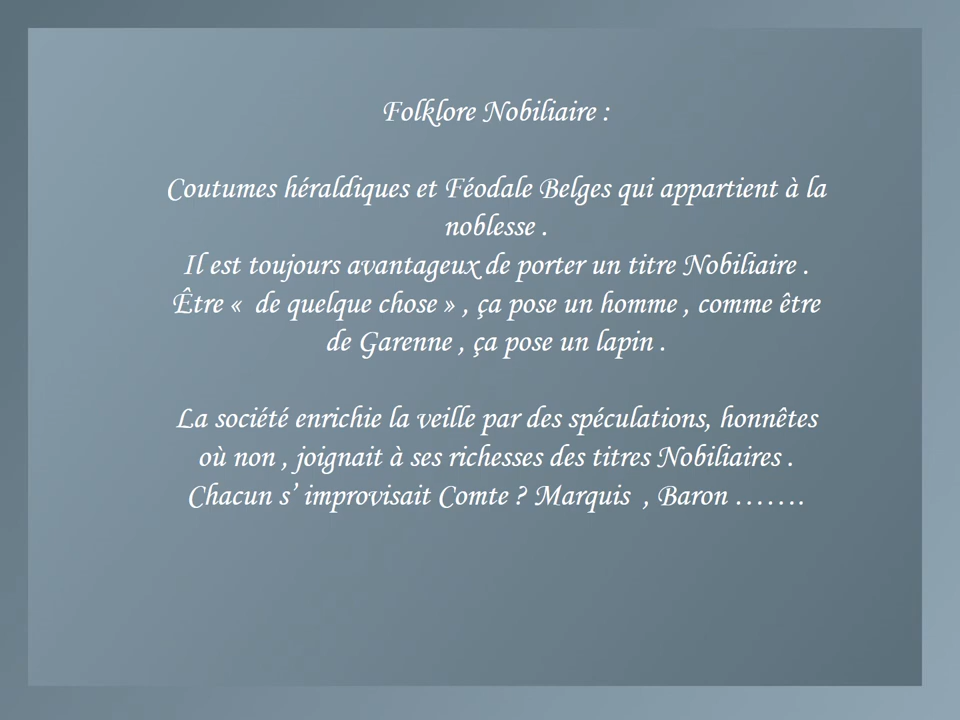 Folklore Nobiliaire :
Coutumes héraldiques et Féodale Belges qui appartient à la
noblesse .
Il est toujours avantageux de porter un titre Nobiliaire .
Être «  de quelque chose » , ça pose un homme , comme être
de Garenne , ça pose un lapin .
La société enrichie la veille par des spéculations, honnêtes
où non , joignait à ses richesses des titres Nobiliaires .
Chacun s’ improvisait Comte ? Marquis  , Baron …….